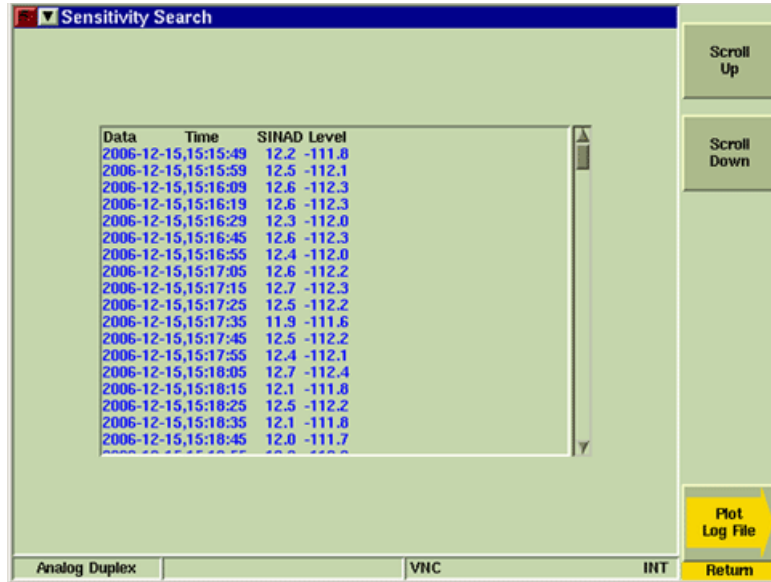 Sensitivity Search
Scroll Up
Scroll Down
Data Time SINAD Level
2006-12-15,15:15:49 12.2 -111.8
2006-12-15,15:15:59 12.5 -112.1
2006-12-15,15:16:09 12.6 -112.3
2006-12-15,15:16:19 12.6 -112.3
2006-12-15,15:16:29 12.3 -112.0
2006-12-15,15:16:45 12.6 -112.3
2006-12-15,15:16:55 12.4 -112.0
2006-12-15,15:17:05 12.6 -112.2
2006-12-15,15:17:15 12.7 -112.3
2006-12-15,15:17:25 12.5 -112.2
2006-12-15,15:17:35 11.9 -111.6
2006-12-15,15:17:45 12.5 -112.2
2006-12-15,15:17:55 12.4 -112.1
2006-12-15,15:18:05 12.7 -112.4
2006-12-15,15:18:15 12.1 -111.8
2006-12-15,15:18:25 12.5 -112.2
2006-12-15,15:18:35 12.1 -111.8
2006-12-15,15:18:45 12.0 -111.7
Plot
Log File
Analog Duplex VNC INT Return